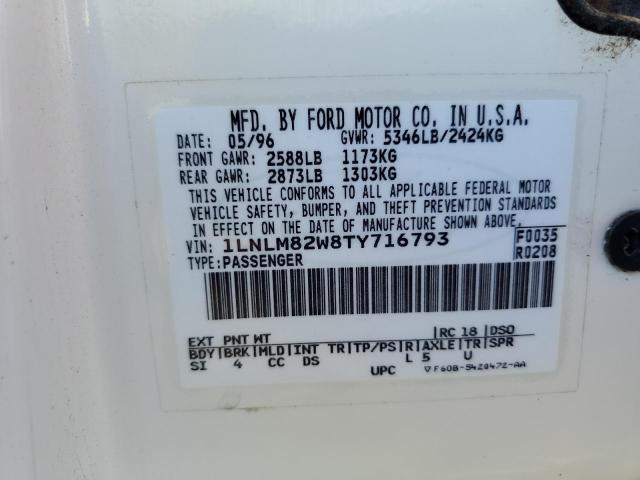 MFD. BY FORD MOTOR CO. IN U.S.A.
DATE: 05/96 GVWR: 5346LB/2424KG
FRONT GAWR: 2588LB 1173KG
REAR GAWR: 2873LB 1303KG
THIS VEHICLE CONFORMS TO ALL APPLICABLE FEDERAL MOTOR
VEHICLE SAFETY, BUMPER, AND THEFT PREVENTION STANDARDS
IN EFFECT ON THE DATE OF MANUFACTURE SHOWN ABOVE.
VIN: 1LNLM82W8TY716793 F0035
TYPE: PASSENGER R0208
EXT PNT WT RC 18 DSO
BDY BRK MLD INT TR TP/PS R AXLE TR SPR
SI 4 CC DS L 5 U
UPC ▽F60B-5420472-AA